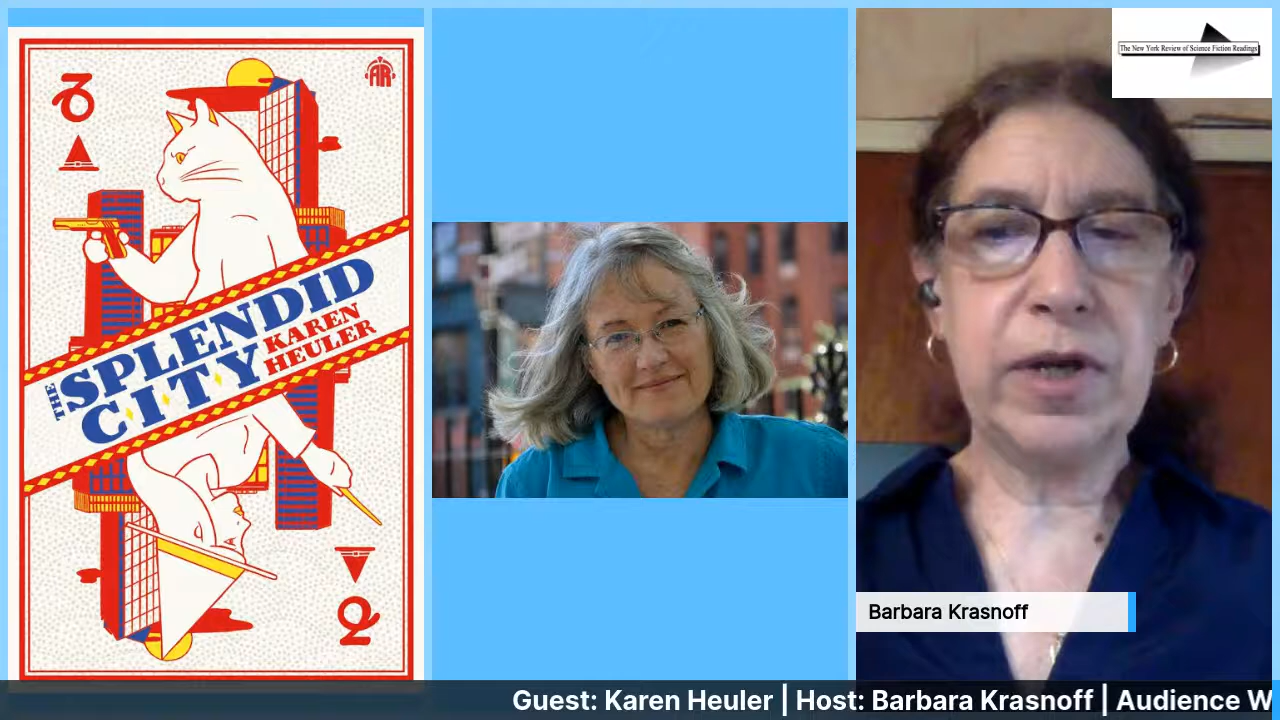 AR
THE
SPLENDID
CITY
KAREN
HEULER
Q
The New York Review of Science Fiction Readings
Barbara Krasnoff
Guest: Karen Heuler | Host: Barbara Krasnoff | Audience W